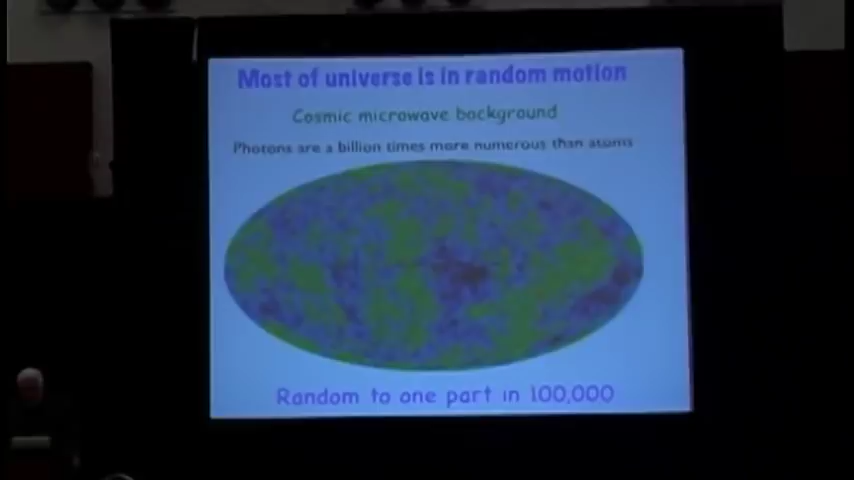 Most of universe is in random motion
Cosmic microwave background
Photons are a billion times more numerous than atoms
Random to one part in 100,000